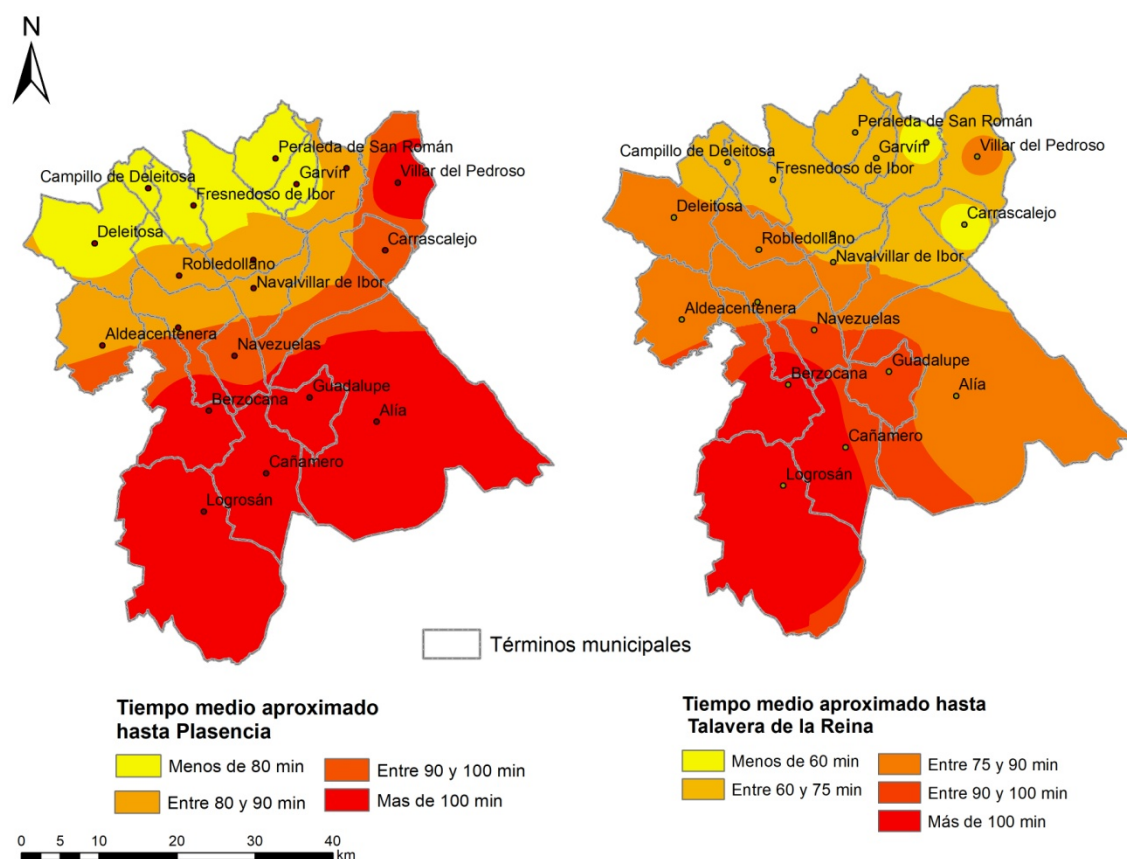 N
Peraleda de San Román
Garvín
Villar del Pedroso
Campillo de Deleitosa
Fresnedoso de Ibor
Deleitosa
Carrascalejo
Robledollano
Navalvillar de Ibor
Aldeacentenera
Navezuelas
Guadalupe
Berzocana
Alía
Cañamero
Logrosán
Peraleda de San Román
Garvín
Villar del Pedroso
Campillo de Deleitosa
Fresnedoso de Ibor
Deleitosa
Carrascalejo
Robledollano
Navalvillar de Ibor
Aldeacentenera
Navezuelas
Guadalupe
Berzocana
Alía
Cañamero
Logrosán
Términos municipales
Tiempo medio aproximado
hasta Plasencia
Menos de 80 min
Entre 90 y 100 min
Entre 80 y 90 min
Mas de 100 min
Tiempo medio aproximado hasta
Talavera de la Reina
Menos de 60 min
Entre 75 y 90 min
Entre 60 y 75 min
Entre 90 y 100 min
Más de 100 min
0 5 10 20 30 40
km